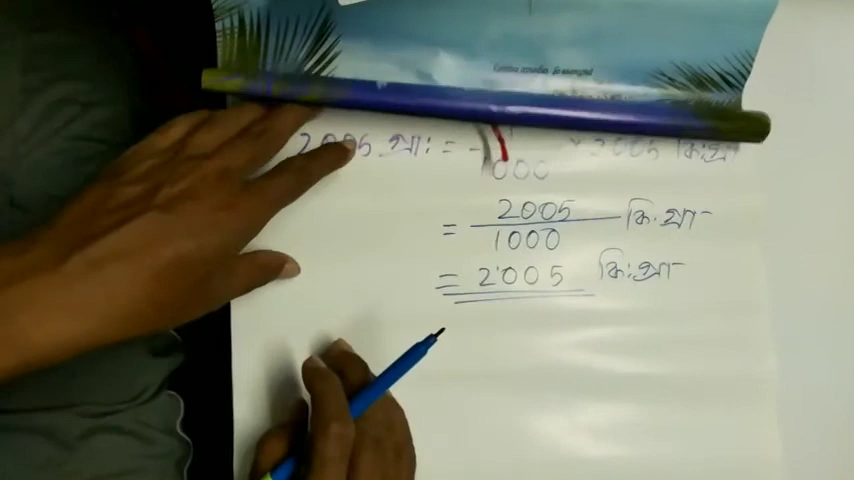 2005 গ্রা: = 1/1000 × 2005 কি:গ্রা
= 2005/1000 কি.গ্রা
= 2.005 কি:গ্রা